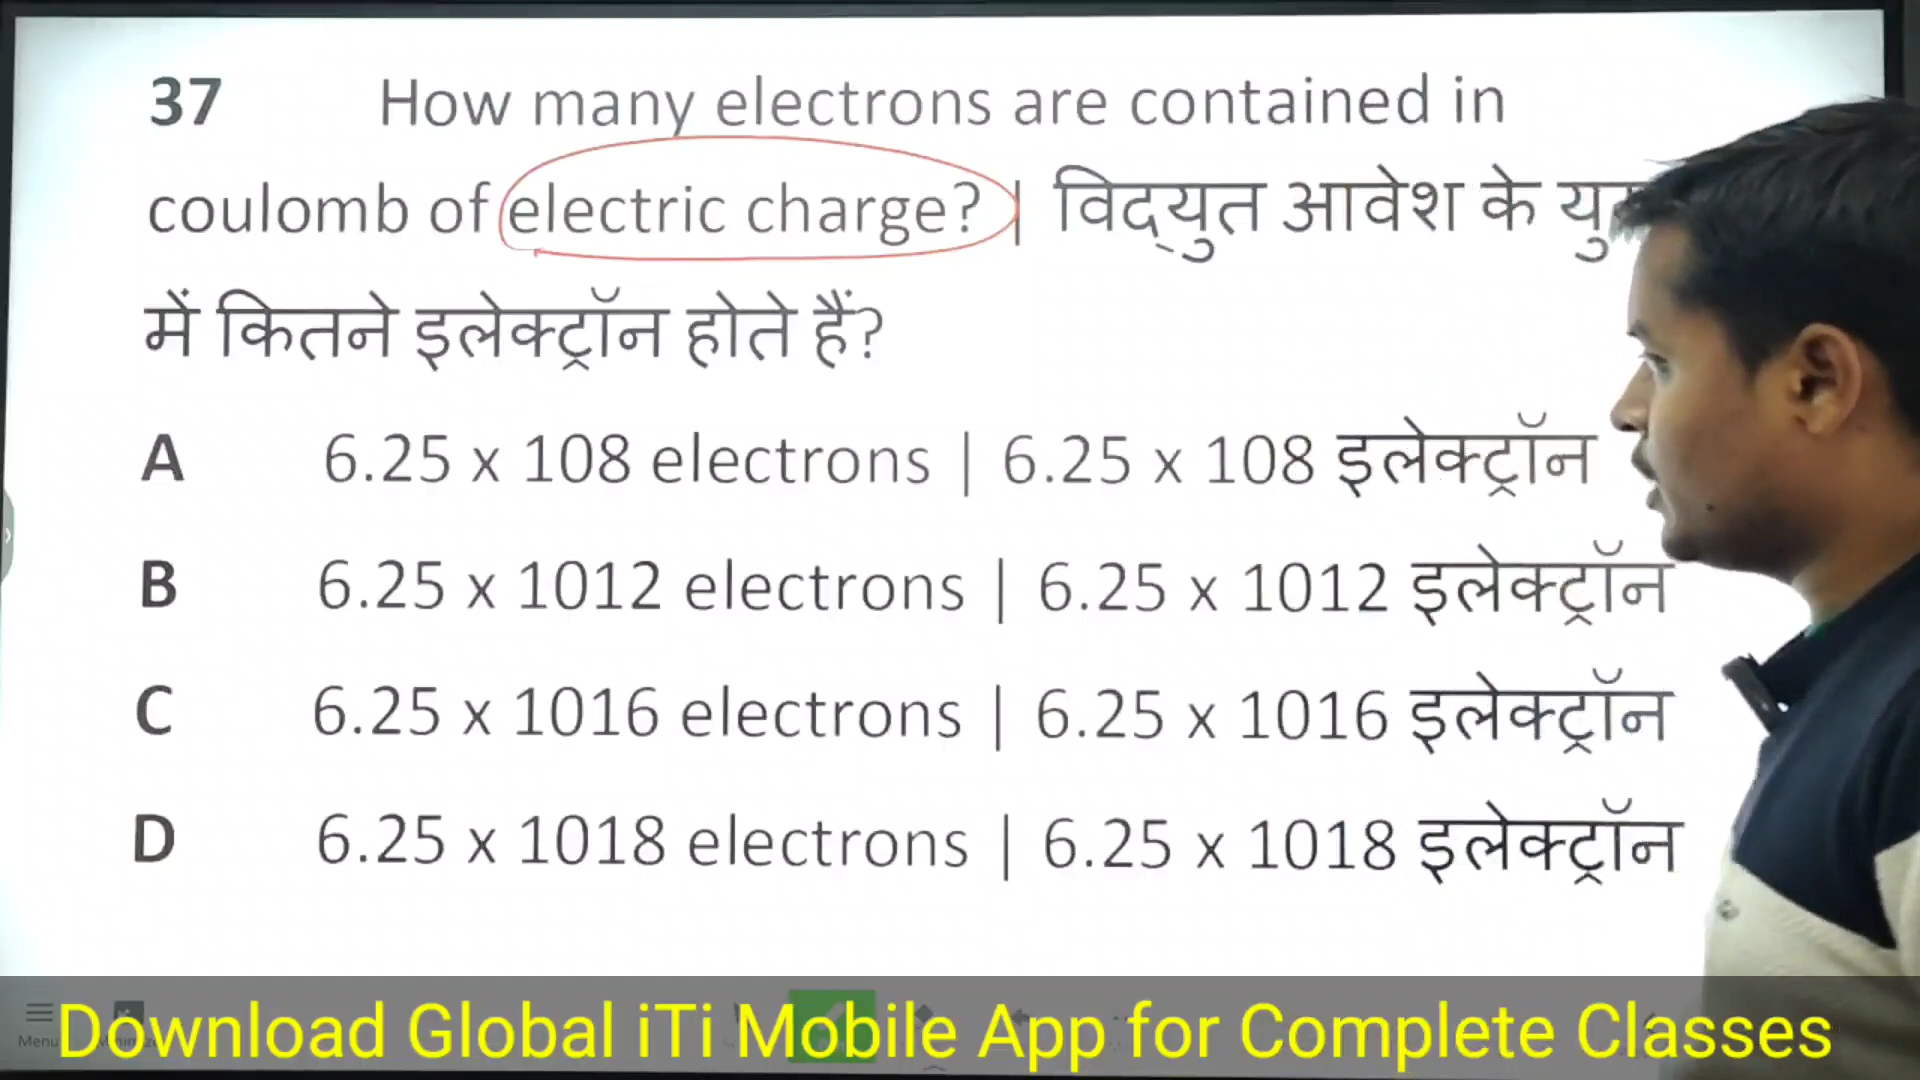 37 How many electrons are contained in
coulomb of electric charge? | विद्युत आवेश के
में कितने इलेक्ट्रॉन होते हैं?
A 6.25 x 108 electrons | 6.25 x 108 इलेक्ट्रॉन
B 6.25 x 1012 electrons | 6.25 x 1012 इलेक्ट्रॉन
C 6.25 x 1016 electrons | 6.25 x 1016 इलेक्ट्रॉन
D 6.25 x 1018 electrons | 6.25 x 1018 इलेक्ट्रॉन
Download Global iTi Mobile App for Complete Classes
Menu